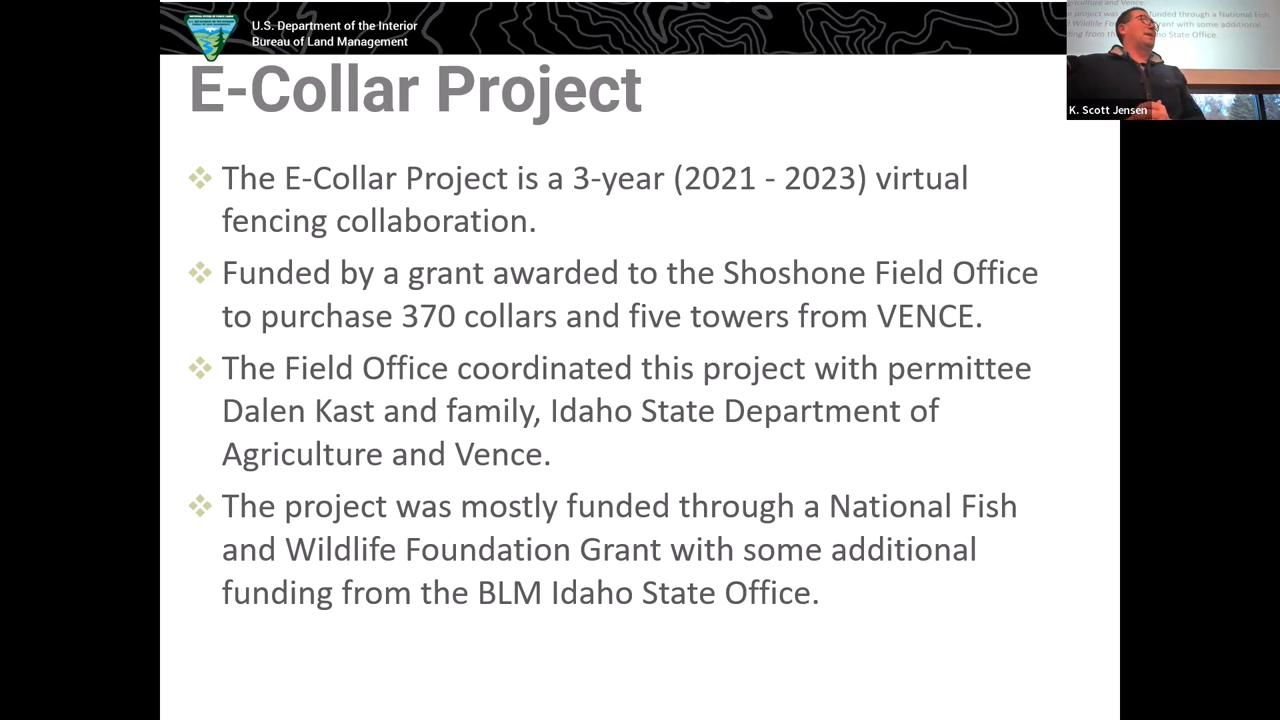 U.S. Department of the Interior
Bureau of Land Management
E-Collar Project
The E-Collar Project is a 3-year (2021 - 2023) virtual
fencing collaboration.
Funded by a grant awarded to the Shoshone Field Office
to purchase 370 collars and five towers from VENCE.
The Field Office coordinated this project with permittee
Dalen Kast and family, Idaho State Department of
Agriculture and Vence.
The project was mostly funded through a National Fish
and Wildlife Foundation Grant with some additional
funding from the BLM Idaho State Office.
K. Scott Jensen